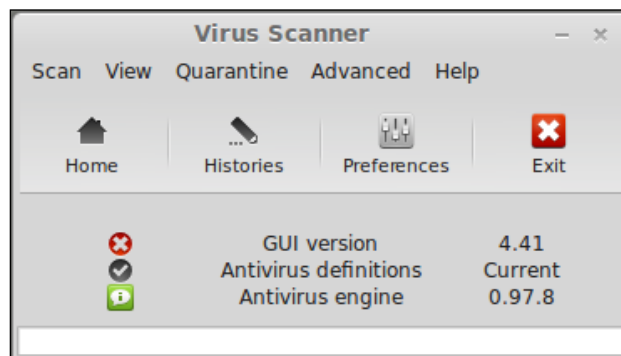 Virus Scanner
Scan View Quarantine Advanced Help
Home Histories Preferences Exit
GUI version 4.41
Antivirus definitions Current
Antivirus engine 0.97.8